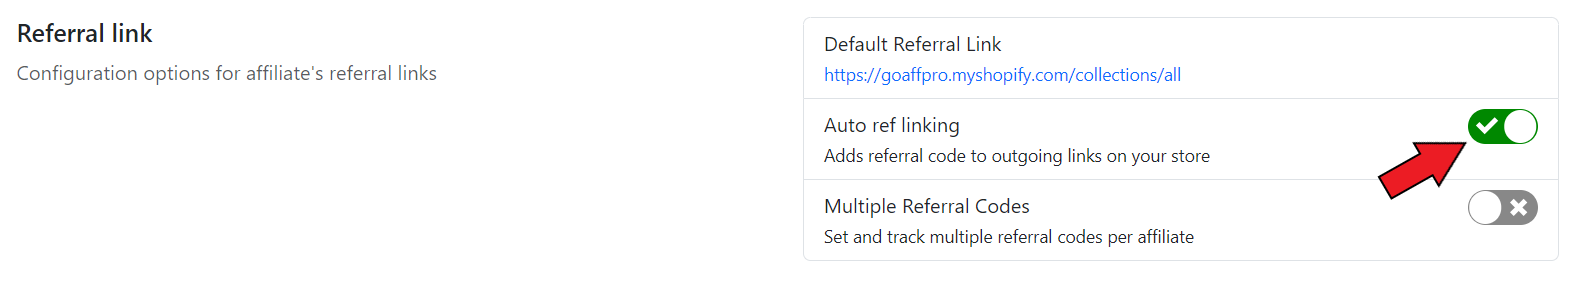 Referral link
Configuration options for affiliate's referral links
Default Referral Link
https://goaffpro.myshopify.com/collections/all
Auto ref linking
Adds referral code to outgoing links on your store
Multiple Referral Codes
Set and track multiple referral codes per affiliate